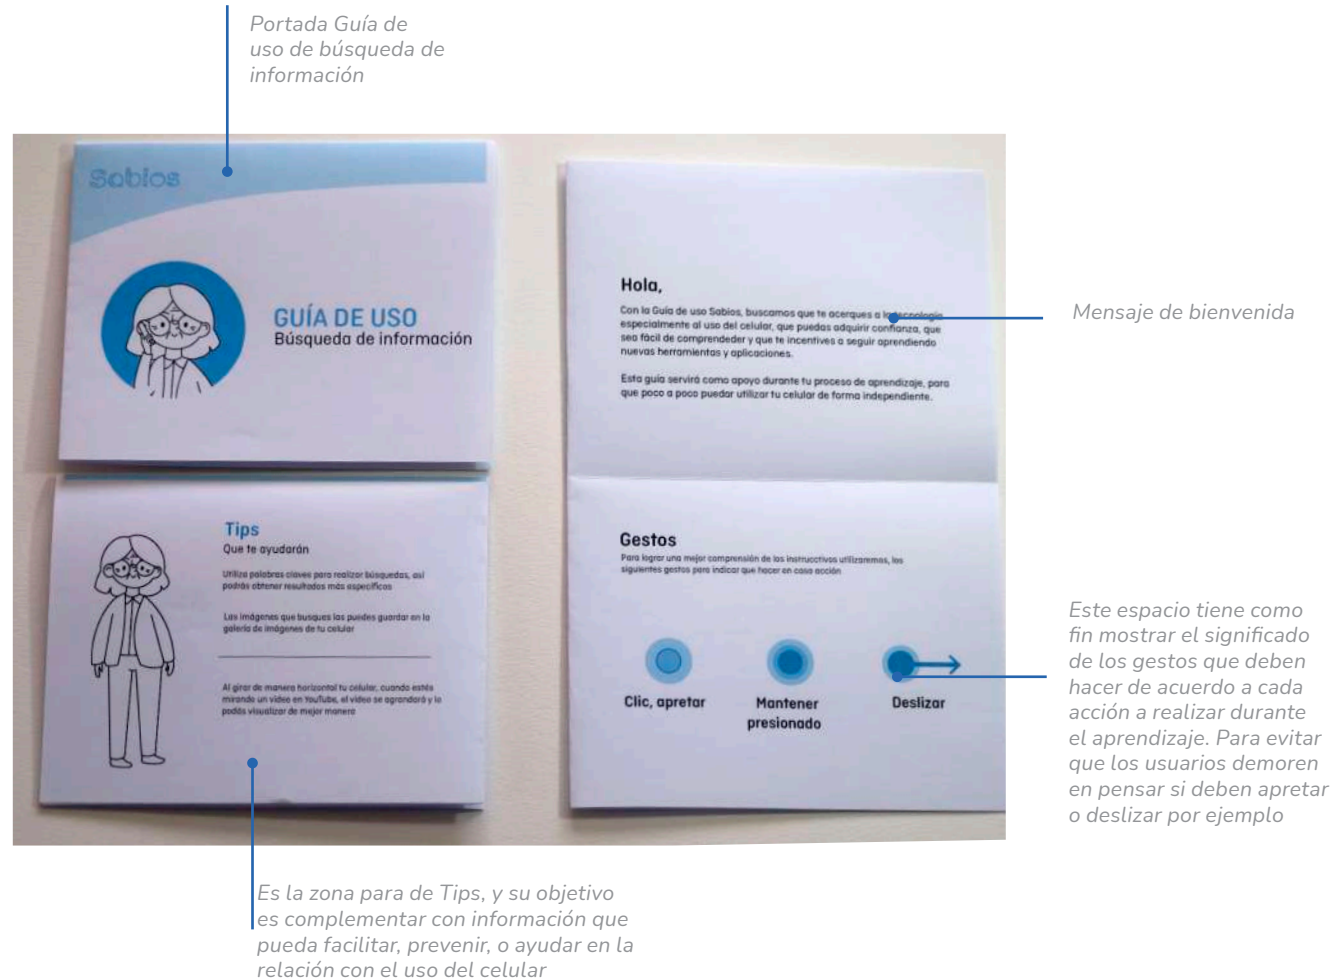 Portada Guía de
uso de búsqueda de
información
Sabios
GUÍA DE USO
Búsqueda de información
Hola,
Con la Guía de uso Sabios, buscamos que te acerques a la tecnología
especialmente al uso del celular, que puedas adquirir confianza, que
sea fácil de comprendeder y que te incentives a seguir aprendiendo
nuevas herramientas y aplicaciones.
Esta guía servirá como apoyo durante tu proceso de aprendizaje, para
que poco a poco puedar utilizar tu celular de forma independiente.
Mensaje de bienvenida
Tips
Que te ayudarán
Utiliza palabras claves para realizar búsquedas, así
podrás obtener resultados más específicos
Las imágenes que busques las puedes guardar en la
galería de imágenes de tu celular
Al girar de manera horizontal tu celular, cuando estés
mirando un video en YouTube, el video se agrandará y lo
podás visualizar de mejor manera
Gestos
Para lograr una mejor comprensión de los instrucctivos utilizaremos, los
siguientes gestos para indicar que hacer en casa acción
Clic, apretar
Mantener
presionado
Deslizar
Este espacio tiene como
fin mostrar el significado
de los gestos que deben
hacer de acuerdo a cada
acción a realizar durante
el aprendizaje. Para evitar
que los usuarios demoren
en pensar si deben apretar
o deslizar por ejemplo
Es la zona para de Tips, y su objetivo
es complementar con información que
pueda facilitar, prevenir, o ayudar en la
relación con el uso del celular